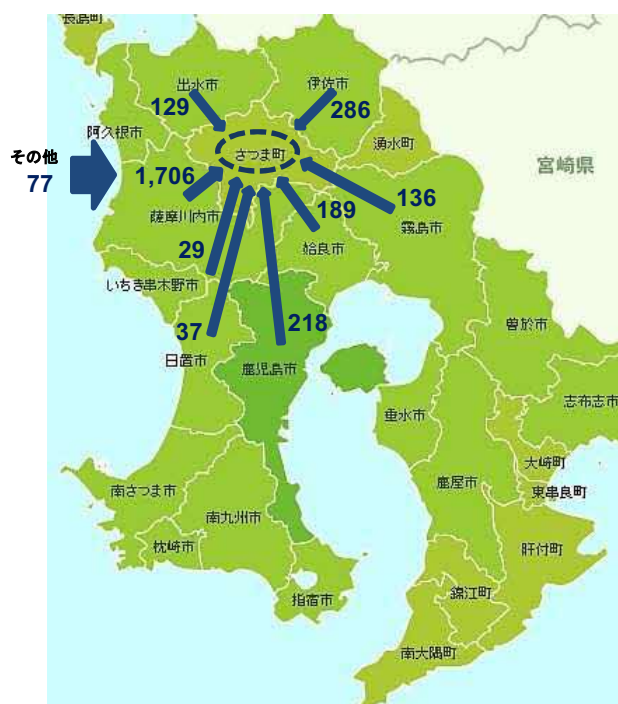 長島町
出水市
伊佐市
129
286
阿久根市
湧水町
その他
77
さつま町
宮崎県
1,706
136
189
薩摩川内市
霧島市
姶良市
29
いちき串木野市
37
218
曽於市
日置市
鹿児島市
志布志市
垂水市
大崎町
鹿屋市
東串良町
南さつま市
南九州市
枕崎市
肝付町
錦江町
指宿市
南大隅町